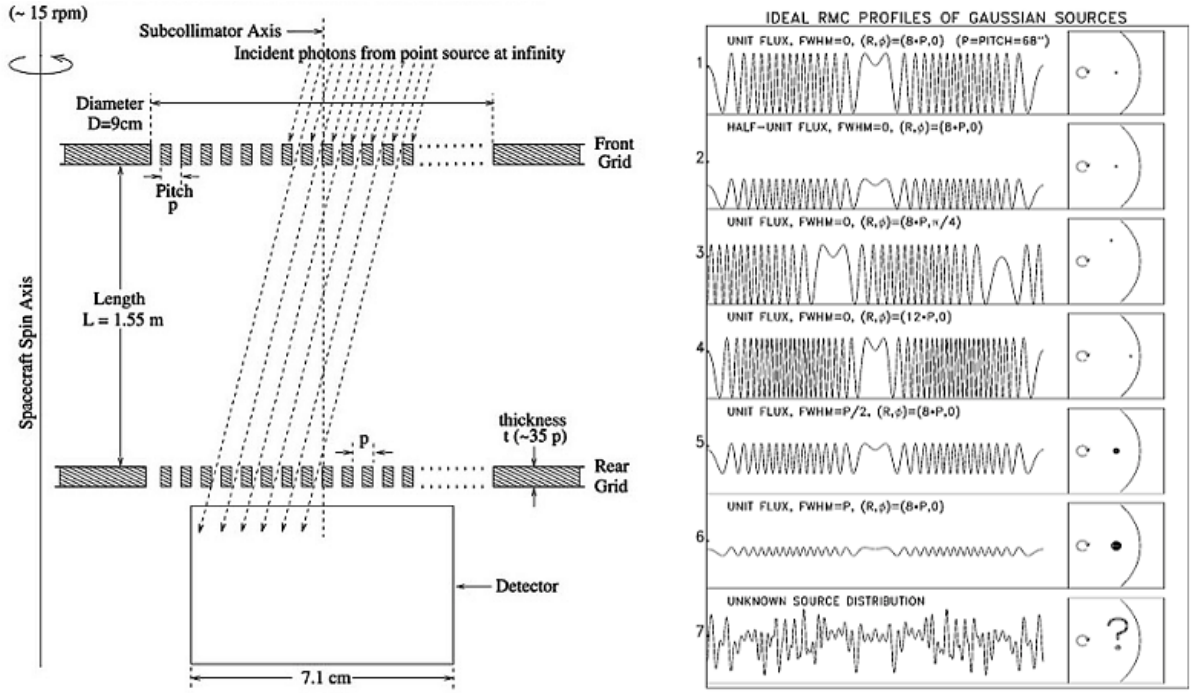 (~ 15 rpm)
Subcollimator Axis
Incident photons from point source at infinity
Diameter
D=9cm
Front
Grid
Pitch
p
Length
L = 1.55 m
Spacecraft Spin Axis
thickness
t (~35 p)
p
Rear
Grid
Detector
7.1 cm
IDEAL RMC PROFILES OF GAUSSIAN SOURCES
1
UNIT FLUX, FWHM=0, (R,ϕ)=(8•P,0) (P=PITCH=68")
2
HALF-UNIT FLUX, FWHM=0, (R,ϕ)=(8•P,0)
3
UNIT FLUX, FWHM=0, (R,ϕ)=(8•P,π/4)
4
UNIT FLUX, FWHM=0, (R,ϕ)=(12•P,0)
5
UNIT FLUX, FWHM=P/2, (R,ϕ)=(8•P,0)
6
UNIT FLUX, FWHM=P, (R,ϕ)=(8•P,0)
7
UNKNOWN SOURCE DISTRIBUTION
?